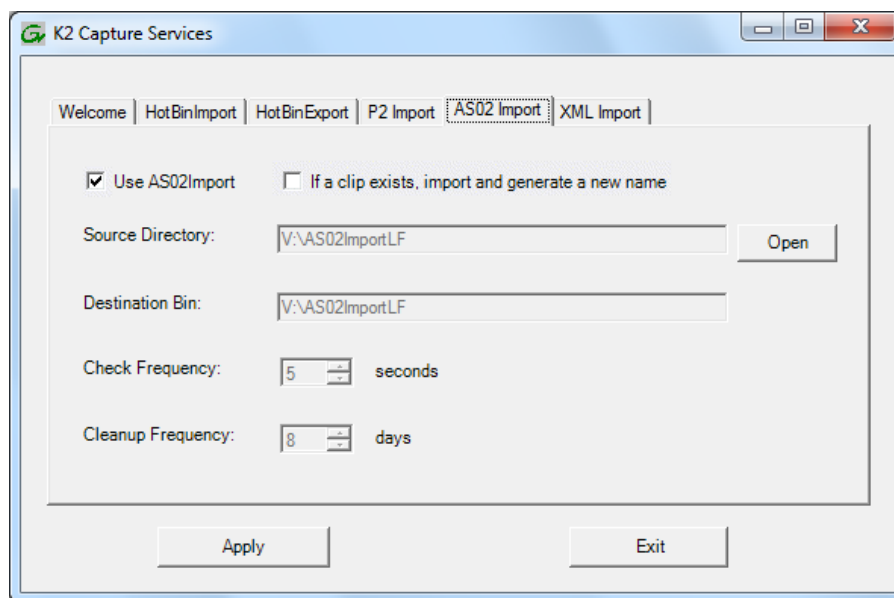 K2 Capture Services
Welcome HotBinImport HotBinExport P2 Import AS02 Import XML Import
Use AS02Import If a clip exists, import and generate a new name
Source Directory: V:\AS02ImportLF Open
Destination Bin: V:\AS02ImportLF
Check Frequency: 5 seconds
Cleanup Frequency: 8 days
Apply Exit